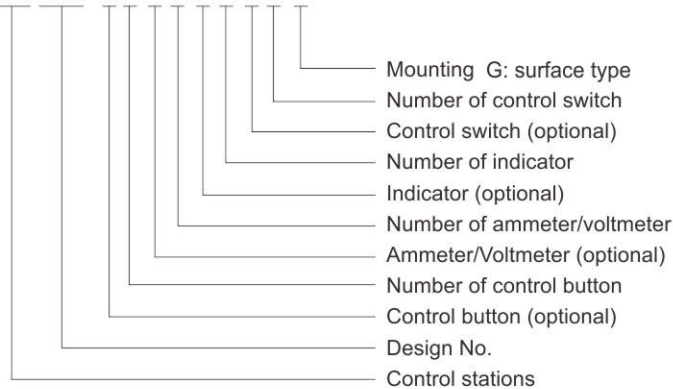 Mounting G: surface type
Number of control switch
Control switch (optional)
Number of indicator
Indicator (optional)
Number of ammeter/voltmeter
Ammeter/Voltmeter (optional)
Number of control button
Control button (optional)
Design No.
Control stations